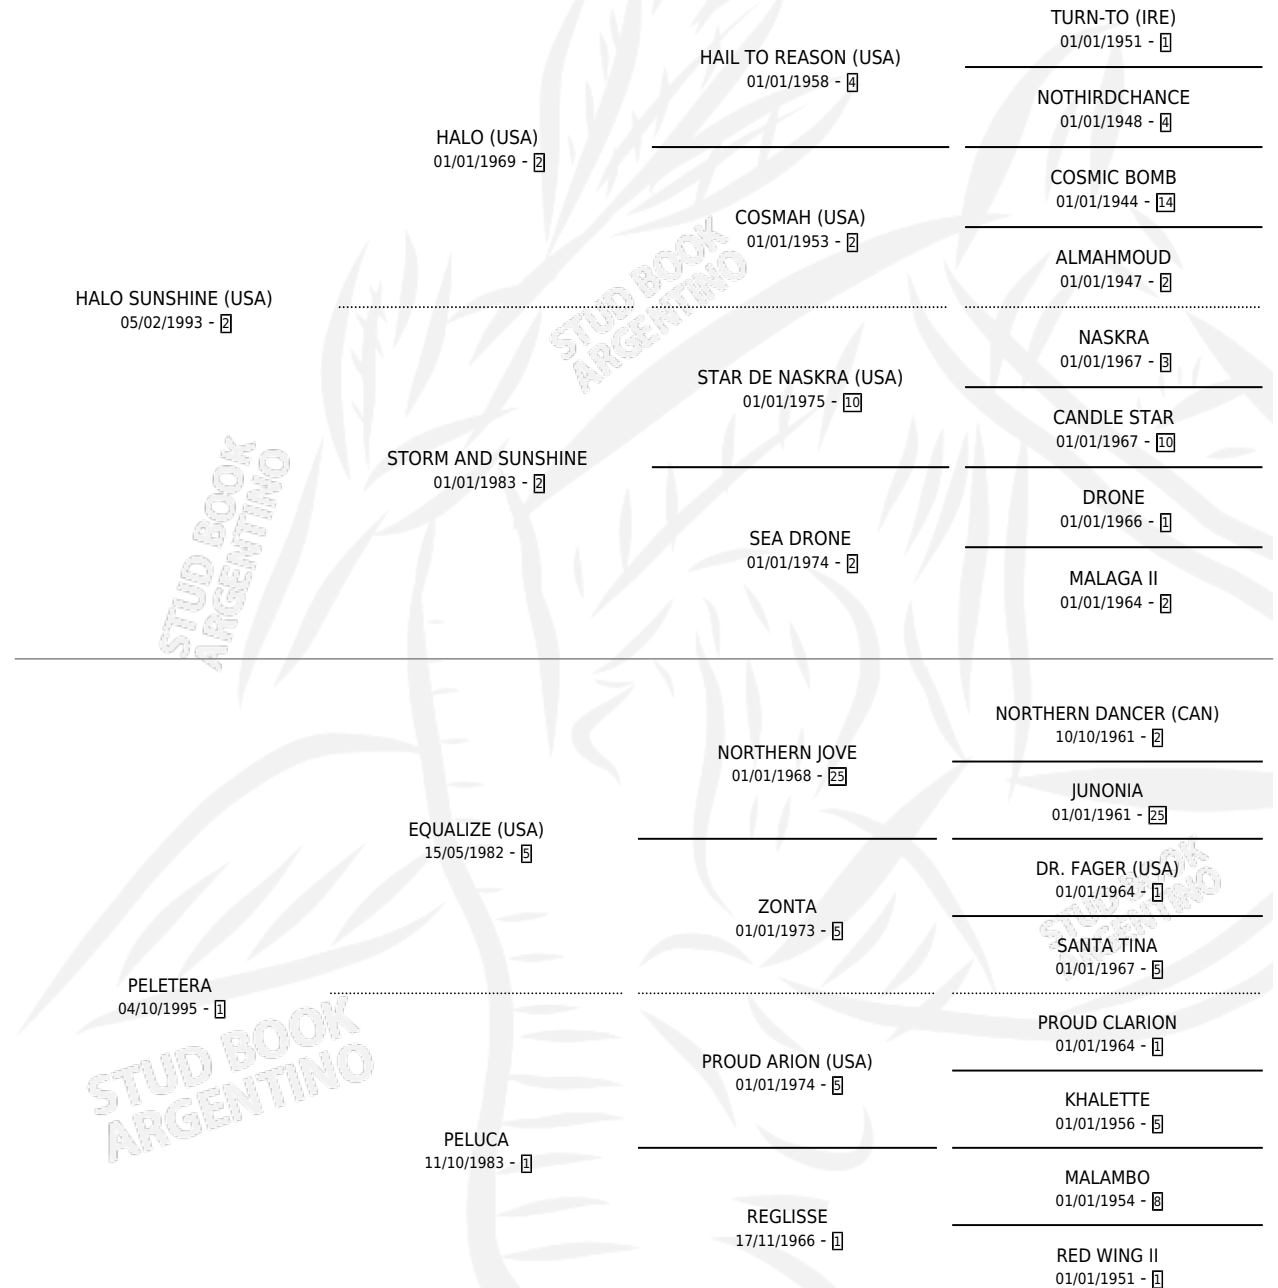 TURN-TO (IRE)
01/01/1951 - 1
HAIL TO REASON (USA)
01/01/1958 - 4
NOTHIRDCHANCE
01/01/1948 - 4
HALO (USA)
01/01/1969 - 2
COSMIC BOMB
01/01/1944 - 14
COSMAH (USA)
01/01/1953 - 2
ALMAHMOUD
01/01/1947 - 2
HALO SUNSHINE (USA)
05/02/1993 - 2
NASKRA
01/01/1967 - 3
STAR DE NASKRA (USA)
01/01/1975 - 10
CANDLE STAR
01/01/1967 - 10
STORM AND SUNSHINE
01/01/1983 - 2
DRONE
01/01/1966 - 1
SEA DRONE
01/01/1974 - 2
MALAGA II
01/01/1964 - 2
NORTHERN DANCER (CAN)
10/10/1961 - 2
NORTHERN JOVE
01/01/1968 - 25
JUNONIA
01/01/1961 - 25
EQUALIZE (USA)
15/05/1982 - 5
DR. FAGER (USA)
01/01/1964 - 1
ZONTA
01/01/1973 - 5
SANTA TINA
01/01/1967 - 5
PELETERA
04/10/1995 - 1
PROUD CLARION
01/01/1964 - 1
PROUD ARION (USA)
01/01/1974 - 5
KHALETTE
01/01/1956 - 5
PELUCA
11/10/1983 - 1
MALAMBO
01/01/1954 - 8
REGLISSE
17/11/1966 - 1
RED WING II
01/01/1951 - 1
STUD BOOK
ARGENTINO
STUD BOOK
ARGENTINO
STUD BOOK
ARGENTINO
STUD BOOK
ARGENTINO